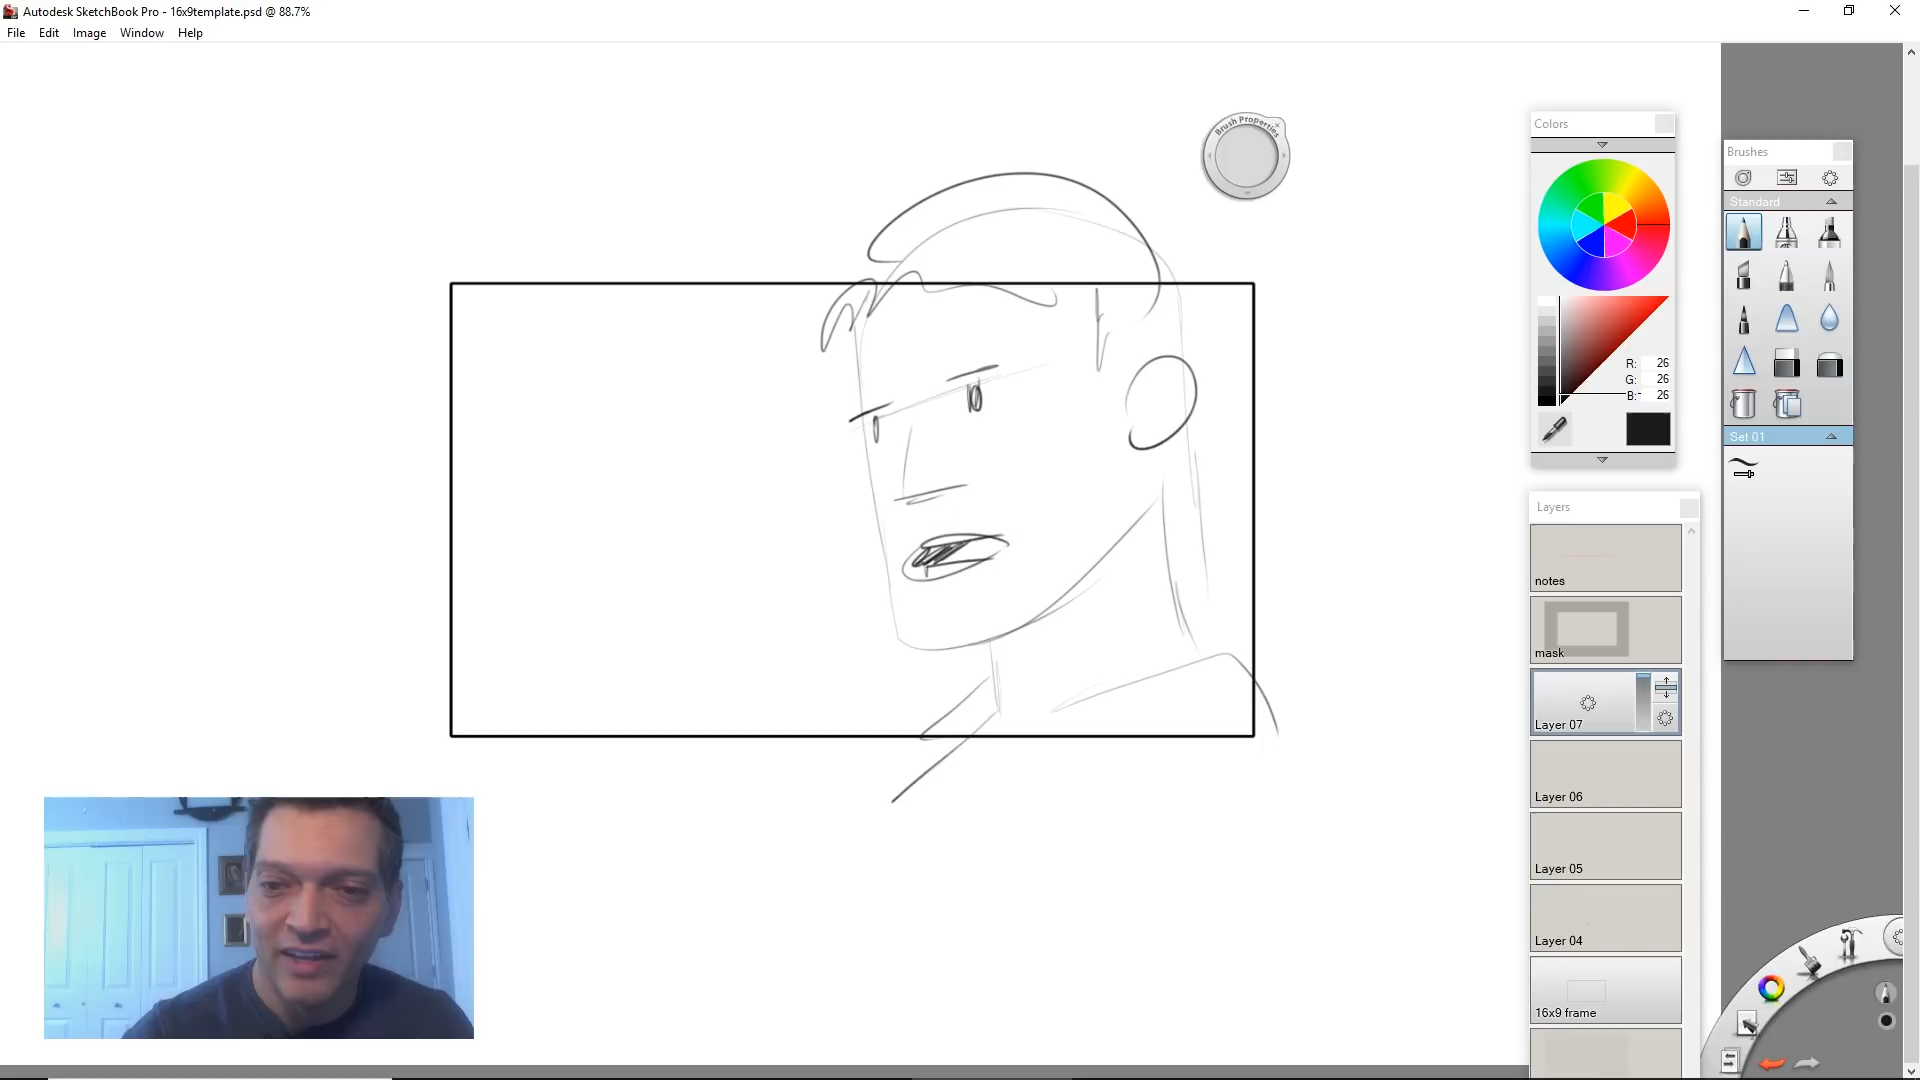 Autodesk SketchBook Pro - 16x9template.psd @ 88.7%
File Edit Image Window Help
Brush Properties
Colors
R: 26
G: 26
B: 26
Brushes
Standard
Set 01
Layers
notes
mask
Layer 07
Layer 06
Layer 05
Layer 04
16x9 frame